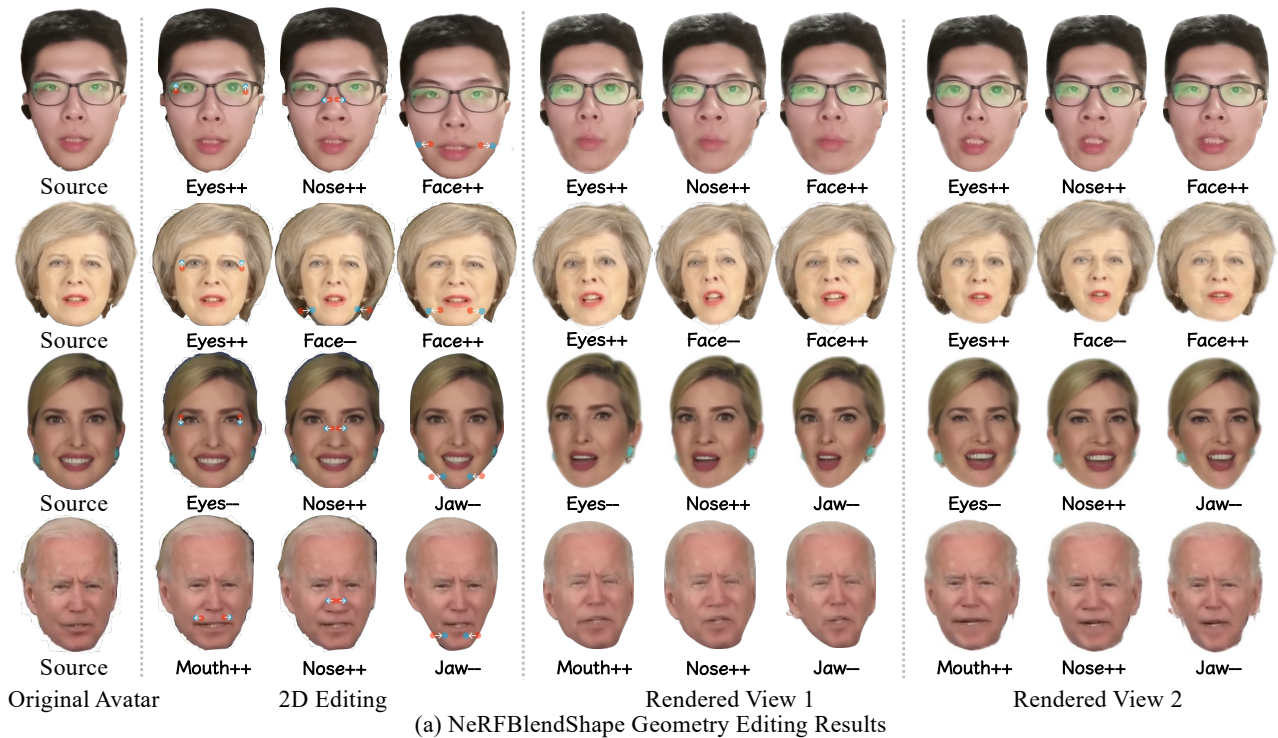 Source Eyes++ Nose++ Face++ Eyes++ Nose++ Face++ Eyes++ Nose++ Face++
Source Eyes++ Face-- Face++ Eyes++ Face-- Face++ Eyes++ Face-- Face++
Source Eyes-- Nose++ Jaw-- Eyes-- Nose++ Jaw-- Eyes-- Nose++ Jaw--
Source Mouth++ Nose++ Jaw-- Mouth++ Nose++ Jaw-- Mouth++ Nose++ Jaw--
Original Avatar 2D Editing Rendered View 1 Rendered View 2
(a) NeRFBlendShape Geometry Editing Results